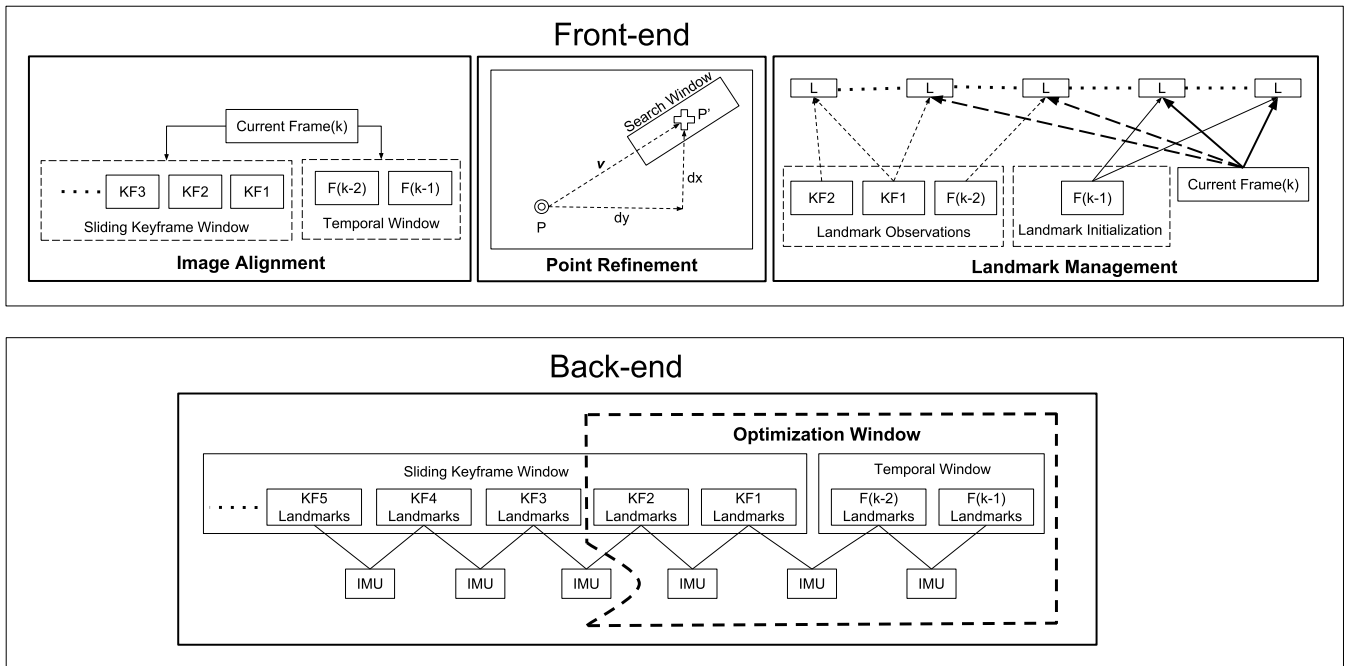 Front-end
Current Frame(k)
KF3
KF2
KF1
Sliding Keyframe Window
F(k-2)
F(k-1)
Temporal Window
Image Alignment
Search Window
P'
v
dx
dy
P
Point Refinement
L
L
L
L
L
KF2
KF1
F(k-2)
Landmark Observations
F(k-1)
Landmark Initialization
Current Frame(k)
Landmark Management
Back-end
Optimization Window
Sliding Keyframe Window
Temporal Window
KF5
Landmarks
KF4
Landmarks
KF3
Landmarks
KF2
Landmarks
KF1
Landmarks
F(k-2)
Landmarks
F(k-1)
Landmarks
IMU
IMU
IMU
IMU
IMU
IMU